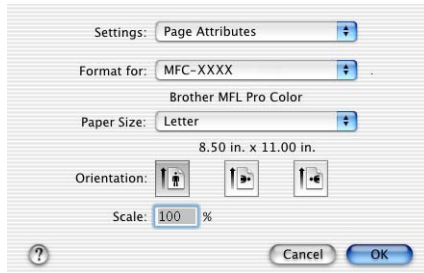 Settings: Page Attributes
Format for: MFC-XXXX
Brother MFL Pro Color
Paper Size: Letter
8.50 in. x 11.00 in.
Orientation:
Scale: 100 %
? Cancel OK